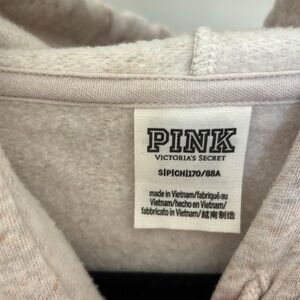 PINK
VICTORIA'S SECRET
S|P|CH|170/88A
made in Vietnam/fabriqué au
Vietnam/hecho en Vietnam/
fabbricato in Vietnam/越南制造